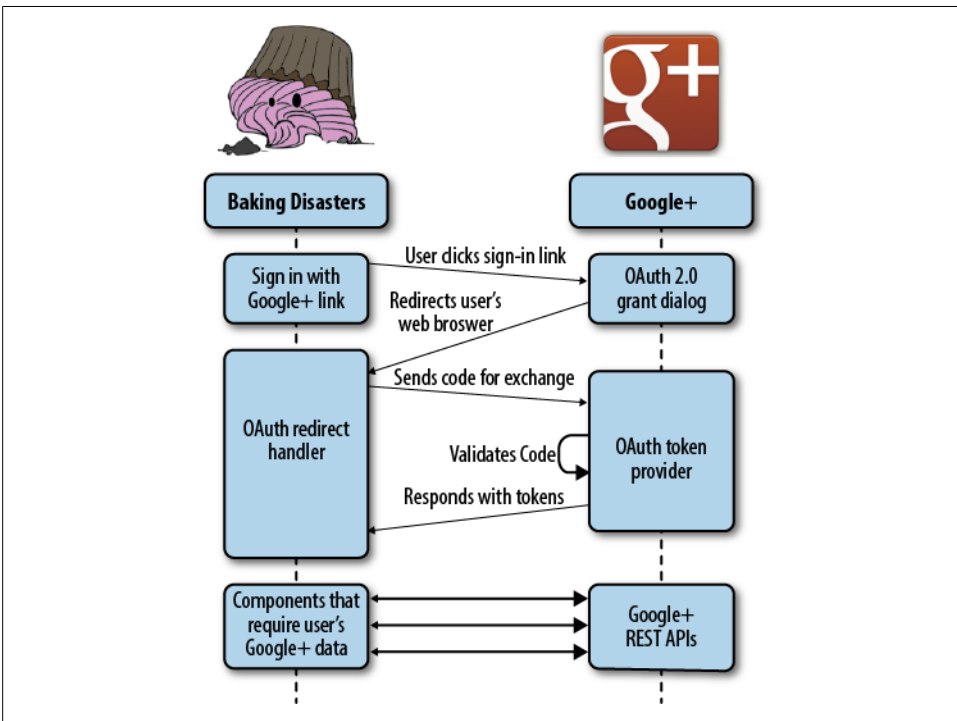 g+
Baking Disasters
Google+
User clicks sign-in link
Sign in with
Google+ link
OAuth 2.0
grant dialog
Redirects user's
web broswer
Sends code for exchange
OAuth redirect
handler
Validates Code
OAuth token
provider
Responds with tokens
Components that
require user's
Google+ data
Google+
REST APIs